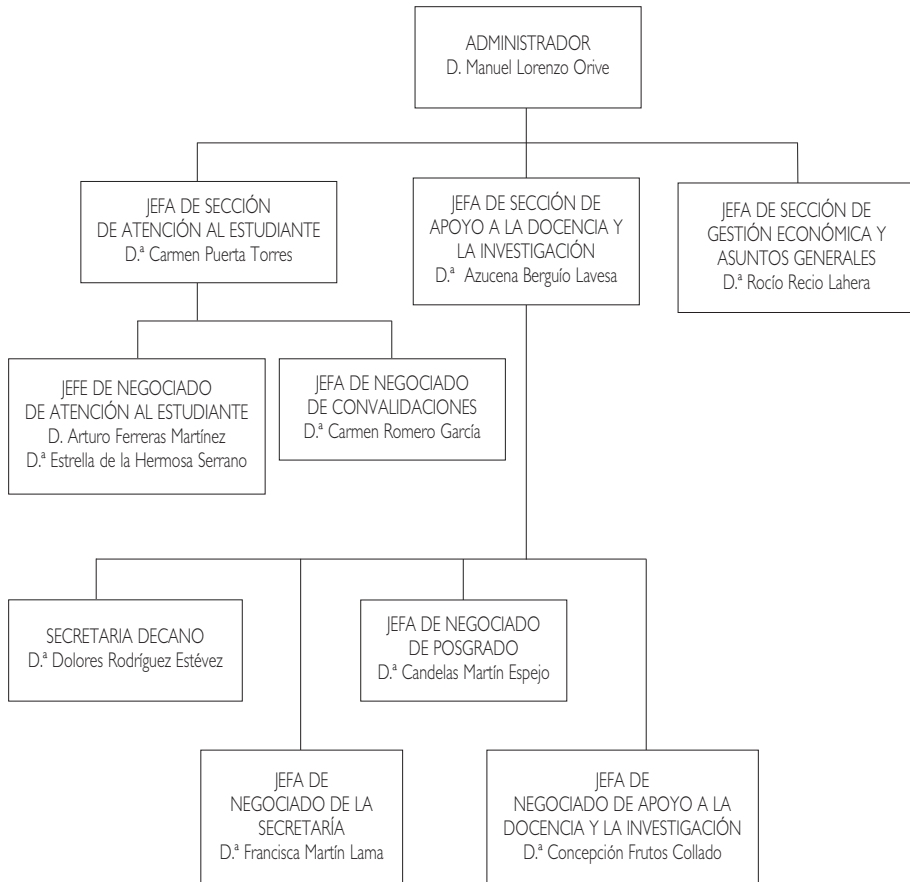 ADMINISTRADOR
D. Manuel Lorenzo Orive
JEFA DE SECCIÓN
DE ATENCIÓN AL ESTUDIANTE
D.ª Carmen Puerta Torres
JEFA DE SECCIÓN DE
APOYO A LA DOCENCIA Y
LA INVESTIGACIÓN
D.ª Azucena Berguío Lavesa
JEFA DE SECCIÓN DE
GESTIÓN ECONÓMICA Y
ASUNTOS GENERALES
D.ª Rocío Recio Lahera
JEFE DE NEGOCIADO
DE ATENCIÓN AL ESTUDIANTE
D. Arturo Ferreras Martínez
D.ª Estrella de la Hermosa Serrano
JEFA DE NEGOCIADO
DE CONVALIDACIONES
D.ª Carmen Romero García
SECRETARIA DECANO
D.ª Dolores Rodríguez Estévez
JEFA DE NEGOCIADO
DE POSGRADO
D.ª Candelas Martín Espejo
JEFA DE
NEGOCIADO DE LA
SECRETARÍA
D.ª Francisca Martín Lama
JEFA DE
NEGOCIADO DE APOYO A LA
DOCENCIA Y LA INVESTIGACIÓN
D.ª Concepción Frutos Collado